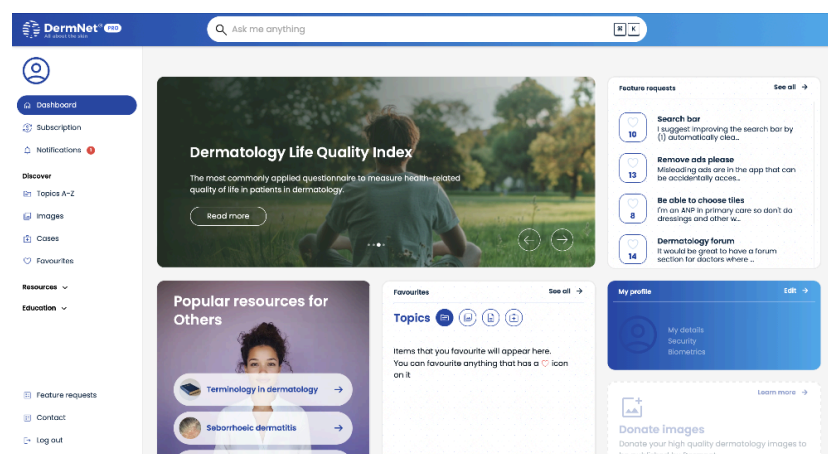 DermNet® PRO
All about the skin
Ask me anything
⌘ K
Dashboard
Subscription
Notifications 1
Discover
Topics A-Z
Images
Cases
Favourites
Resources
Education
Feature requests
Contact
Log out
Dermatology Life Quality Index
The most commonly applied questionnaire to measure health-related
quality of life in patients in dermatology.
Read more
Feature requests See all
Search bar
I suggest improving the search bar by
10
(1) automatically clea...
Remove ads please
Misleading ads are in the app that can
13
be accidentally acces...
Be able to choose tiles
I'm an ANP in primary care so don't do
8
dressings and other w...
Dermatology forum
It would be great to have a forum
14
section for doctors where ..
Popular resources for
Others
Terminology in dermatology
Seborrhoeic dermatitis
Favourites See all
Topics
Items that you favourite will appear here.
You can favourite anything that has a ♡ icon
on it
My profile Edit
My details
Security
Biometrics
Learn more
Donate images
Donate your high quality dermatology images to